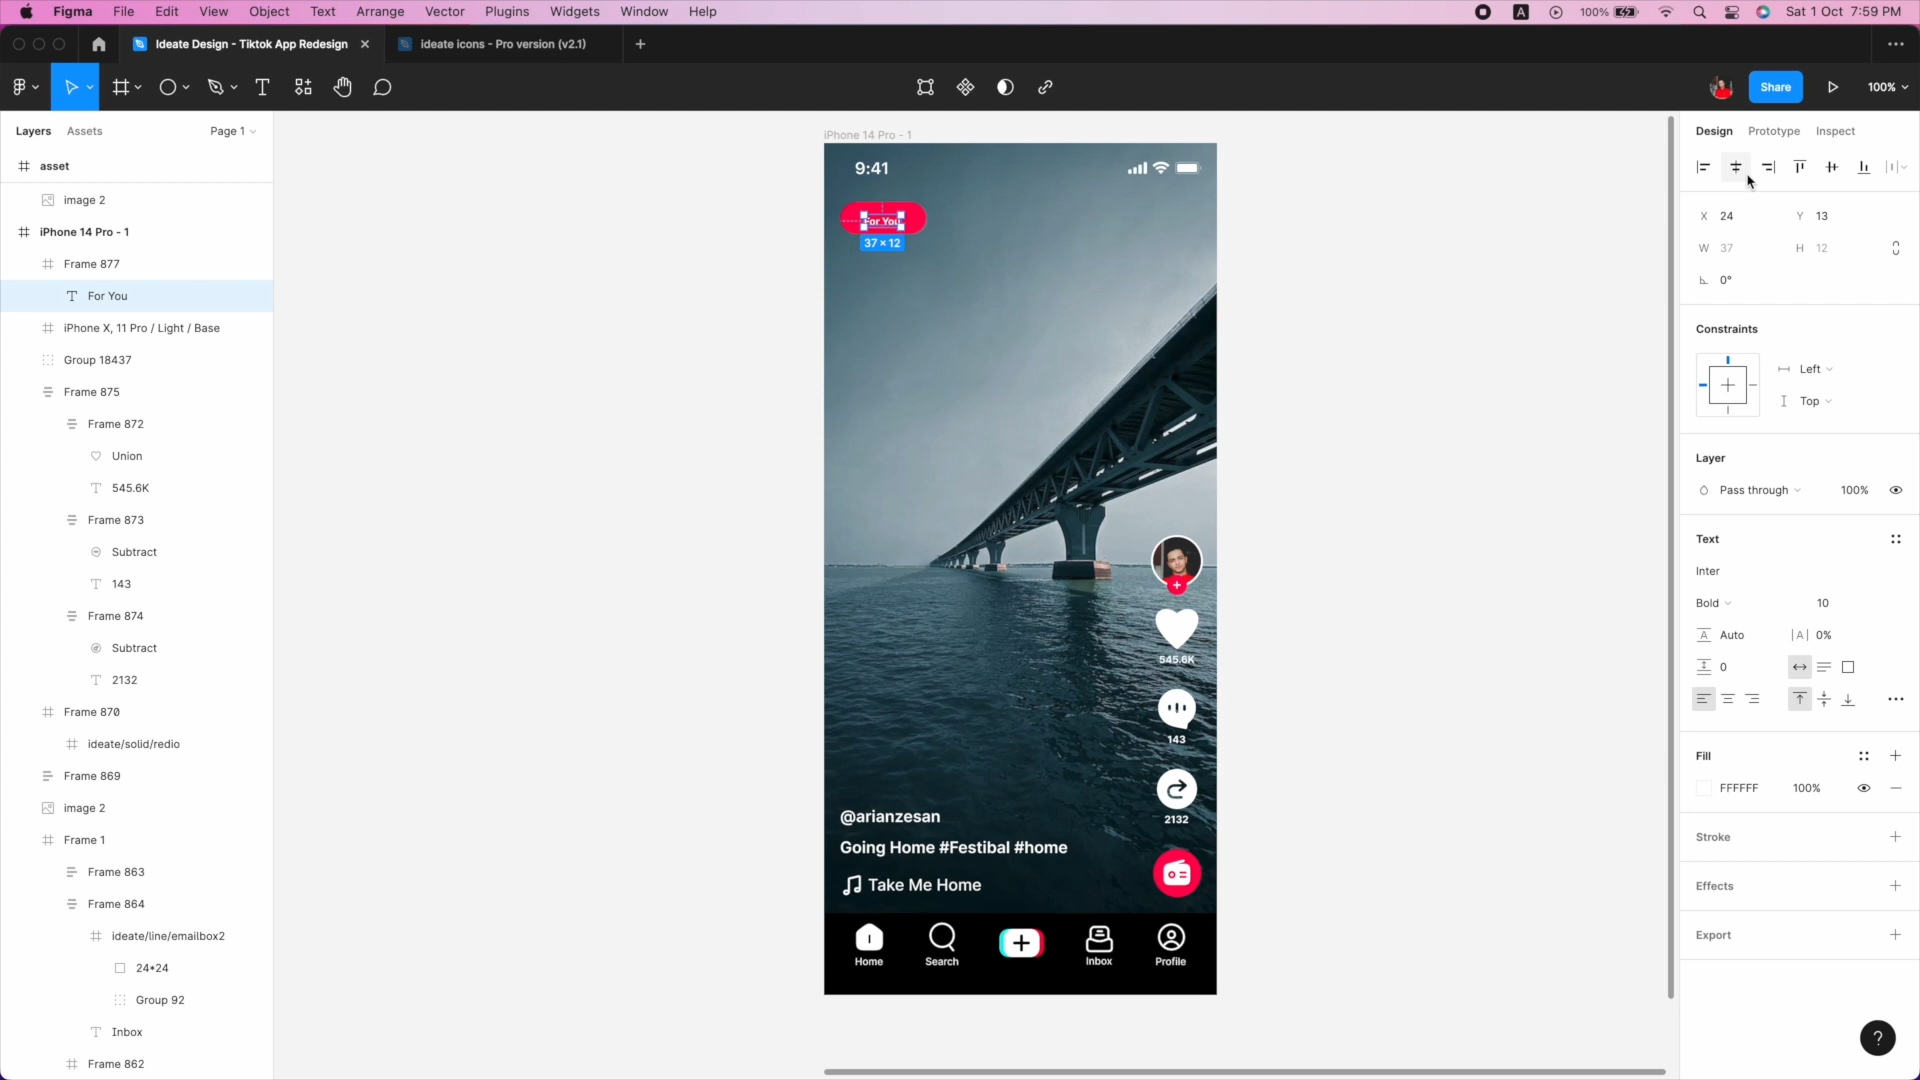 Figma File Edit View Object Text Arrange Vector Plugins Widgets Window Help
A 100% Sat 1 Oct 7:59 PM
Ideate Design - Tiktok App Redesign
ideate icons - Pro version (v2.1)
Share
100%
Layers Assets Page 1
asset
image 2
iPhone 14 Pro - 1
Frame 877
For You
iPhone X, 11 Pro / Light / Base
Group 18437
Frame 875
Frame 872
Union
545.6K
Frame 873
Subtract
143
Frame 874
Subtract
2132
Frame 870
ideate/solid/redio
Frame 869
image 2
Frame 1
Frame 863
Frame 864
ideate/line/emailbox2
24*24
Group 92
Inbox
Frame 862
iPhone 14 Pro - 1
9:41
For You
37 × 12
545.6K
143
2132
@arianzesan
Going Home #Festibal #home
Take Me Home
Home
Search
Inbox
Profile
Design Prototype Inspect
X 24 Y 13
W 37 H 12
0°
Constraints
Left
Top
Layer
Pass through 100%
Text
Inter
Bold 10
A Auto |A| 0%
0
Fill
FFFFFF 100%
Stroke
Effects
Export
?